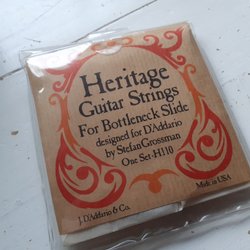 Heritage
Guitar Strings
For Bottleneck Slide
designed for D'Addario
by Stefan Grossman
One Set-H110
J. D'Addario & Co.
Made in USA